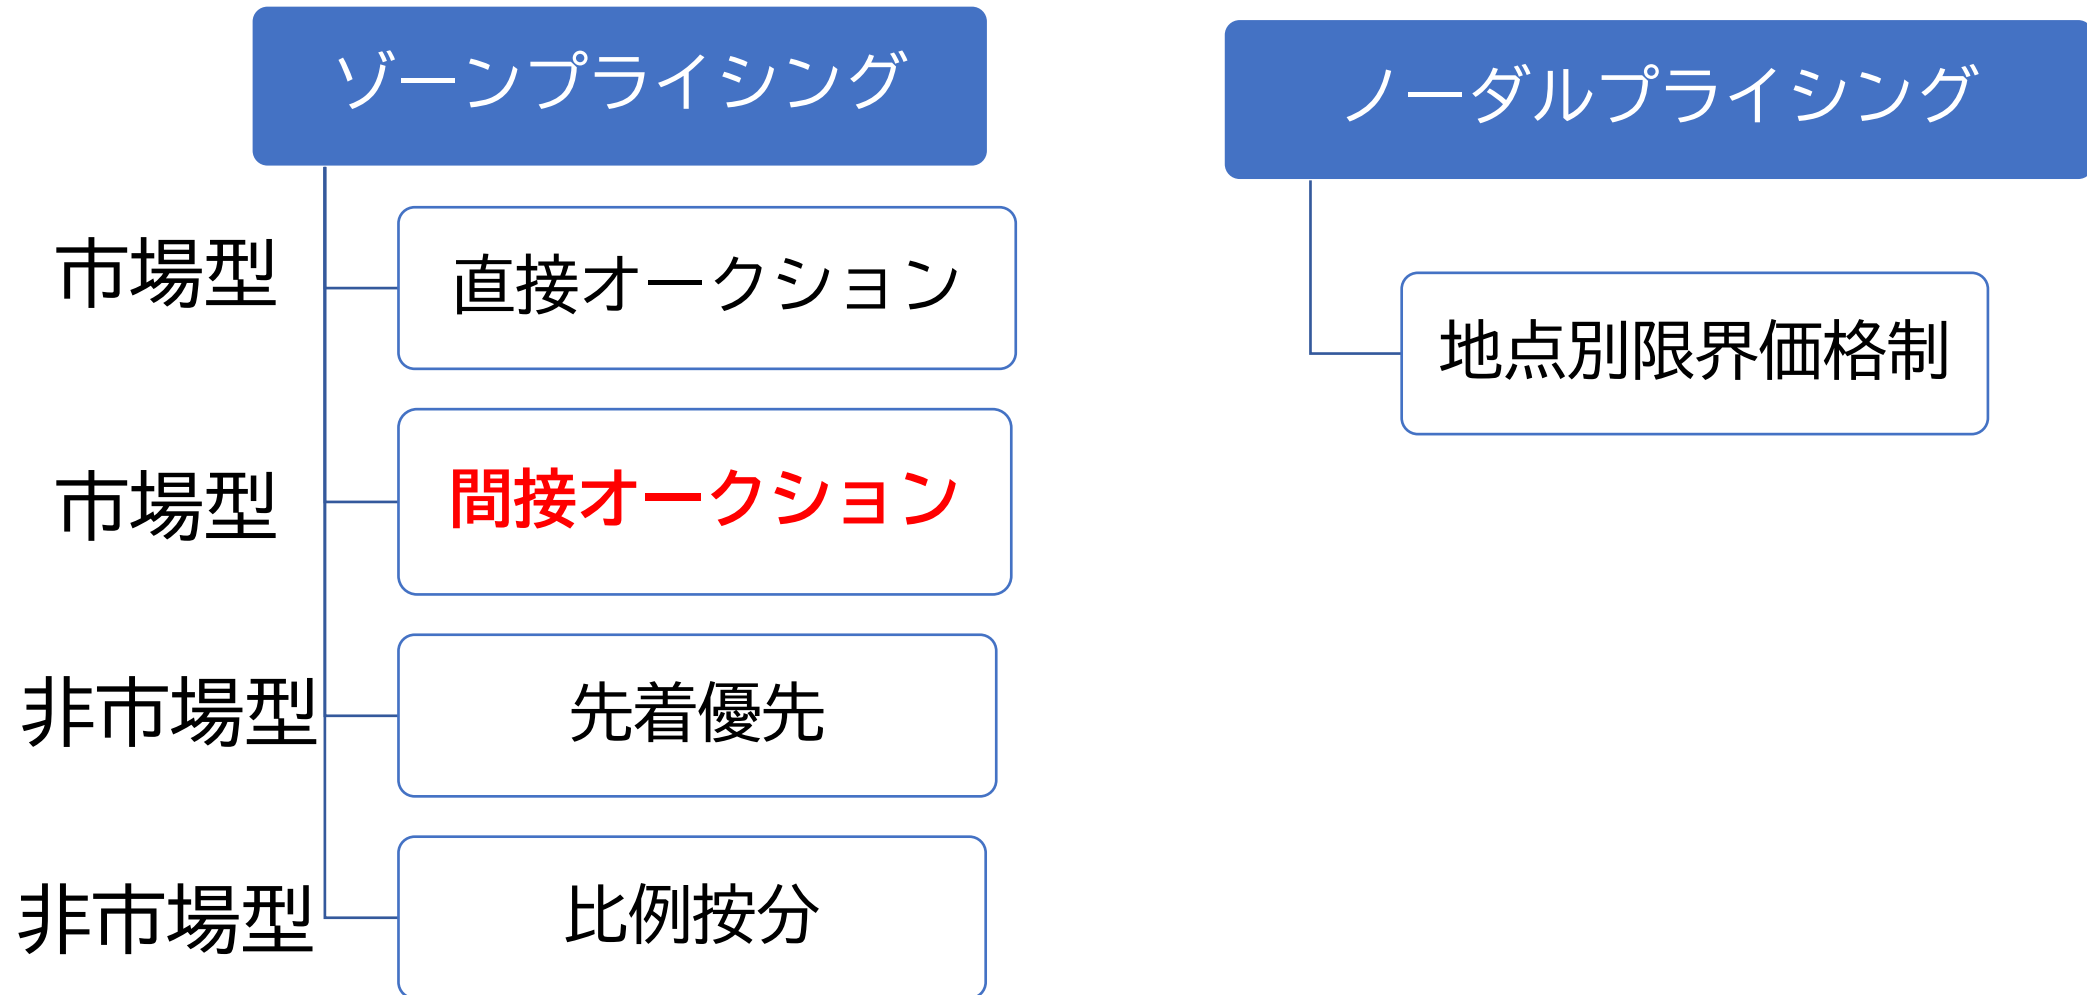 ゾーンプライシング
ノーダルプライシング
市場型
直接オークション
地点別限界価格制
市場型
間接オークション
非市場型
先着優先
非市場型
比例按分